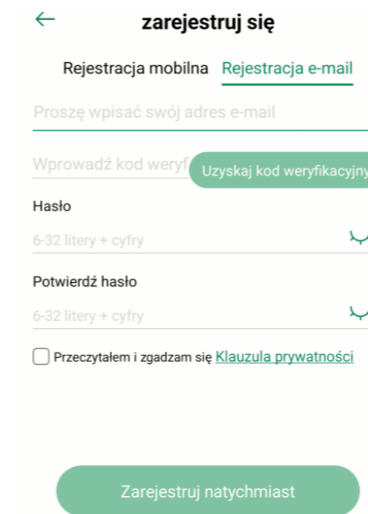 zarejestruj się
Rejestracja mobilna Rejestracja e-mail
Proszę wpisać swój adres e-mail
Wprowadź kod weryf Uzyskaj kod weryfikacyjny
Hasło
6-32 litery + cyfry
Potwierdź hasło
6-32 litery + cyfry
Przeczytałem i zgadzam się Klauzula prywatności
Zarejestruj natychmiast